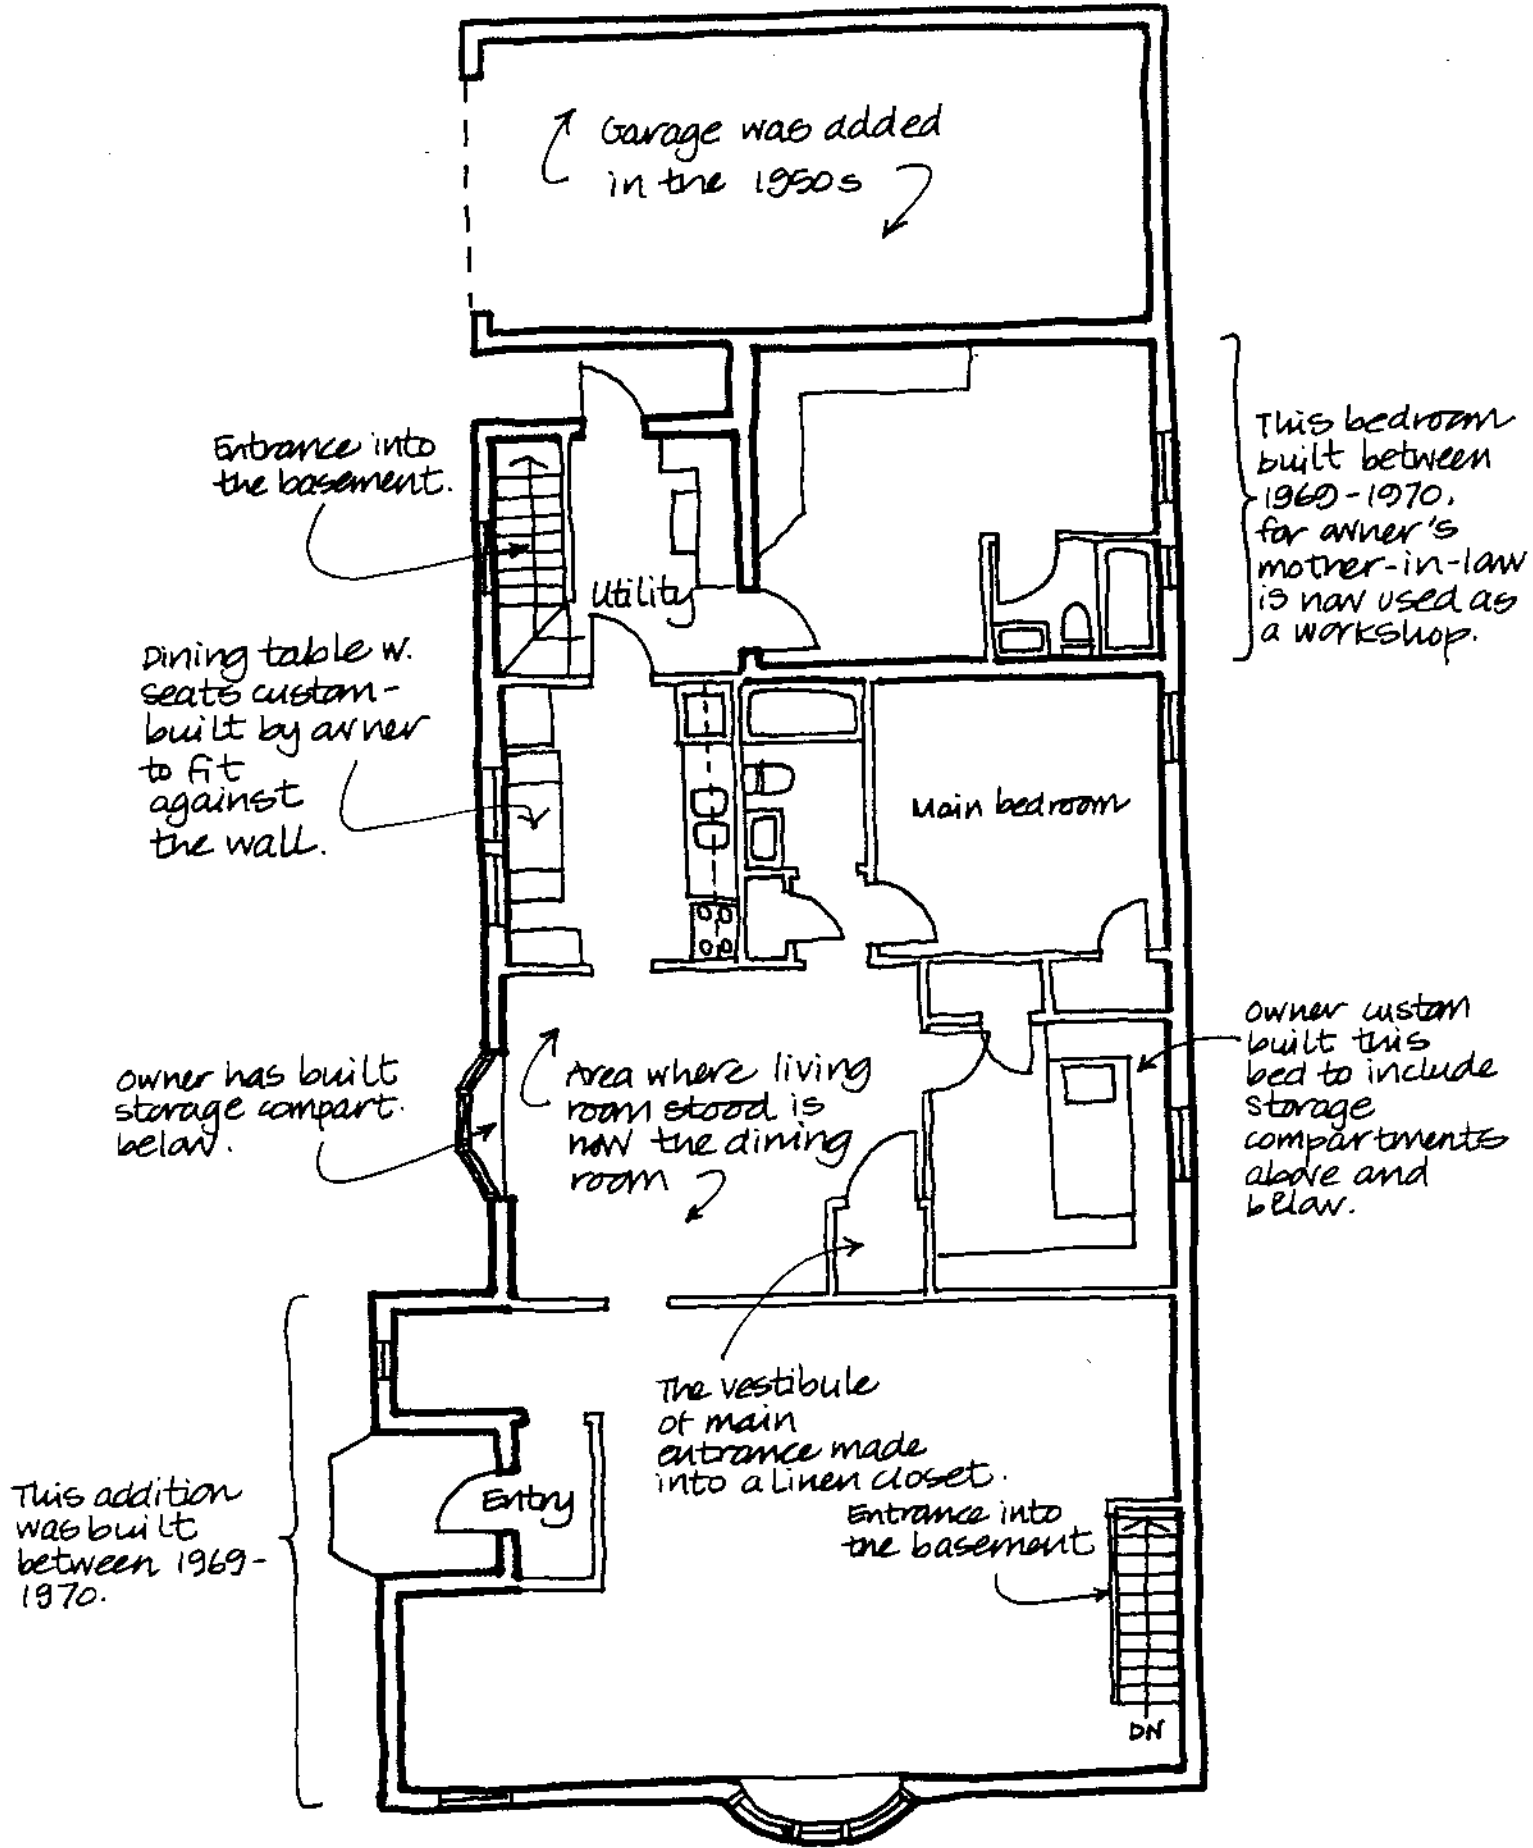 Garage was added
in the 1950s
Entrance into
the basement.
This bedroom
built between
1969-1970.
for owner's
mother-in-law
is now used as
a workshop.
Utility
Dining table w.
seats custom-
built by owner
to fit
against
the wall.
Main bedroom
Owner custom
built this
bed to include
storage
compartments
above and
below.
Owner has built
storage compart.
below.
Area where living
room stood is
now the dining
room
The vestibule
of main
entrance made
into a linen closet.
Entry
This addition
was built
between 1969-
1970.
Entrance into
the basement
DN